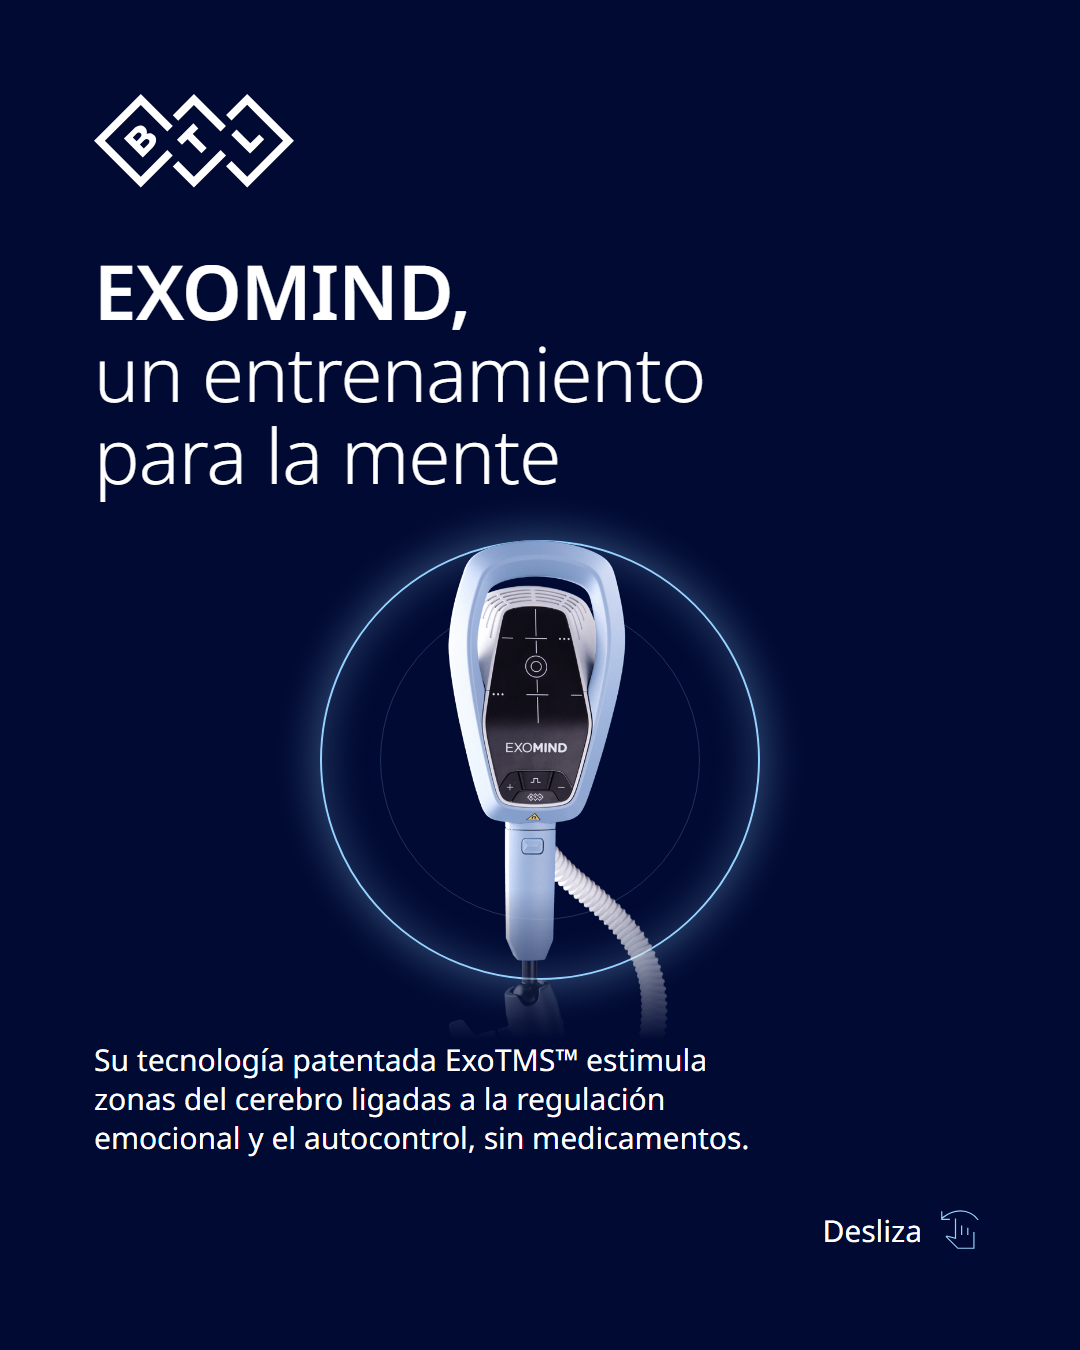 BTL
EXOMIND,
un entrenamiento
para la mente
EXOMIND
Su tecnología patentada ExoTMS™ estimula
zonas del cerebro ligadas a la regulación
emocional y el autocontrol, sin medicamentos.
Desliza